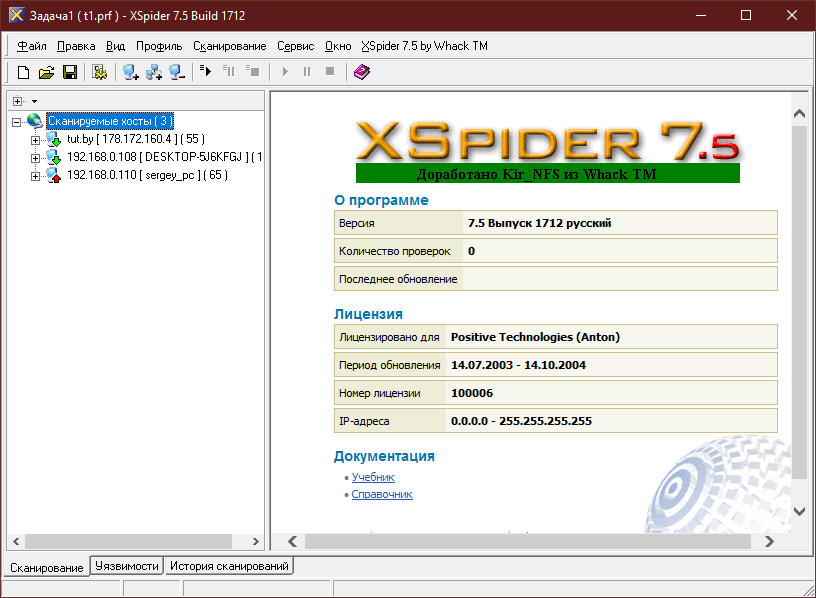 Задача1 ( t1.prf ) - XSpider 7.5 Build 1712
Файл Правка Вид Профиль Сканирование Сервис Окно XSpider 7.5 by Whack TM
Сканируемые хосты ( 3 )
tut.by [ 178.172.160.4 ] ( 55 )
192.168.0.108 [ DESKTOP-5J6KFGJ ] ( 1
192.168.0.110 [ sergey_pc ] ( 65 )
XSPIDER 7.5
Доработано Kir_NFS из Whack TM
О программе
Версия 7.5 Выпуск 1712 русский
Количество проверок 0
Последнее обновление
Лицензия
Лицензировано для Positive Technologies (Anton)
Период обновления 14.07.2003 - 14.10.2004
Номер лицензии 100006
IP-адреса 0.0.0.0 - 255.255.255.255
Документация
Учебник
Справочник
Сканирование Уязвимости История сканирований